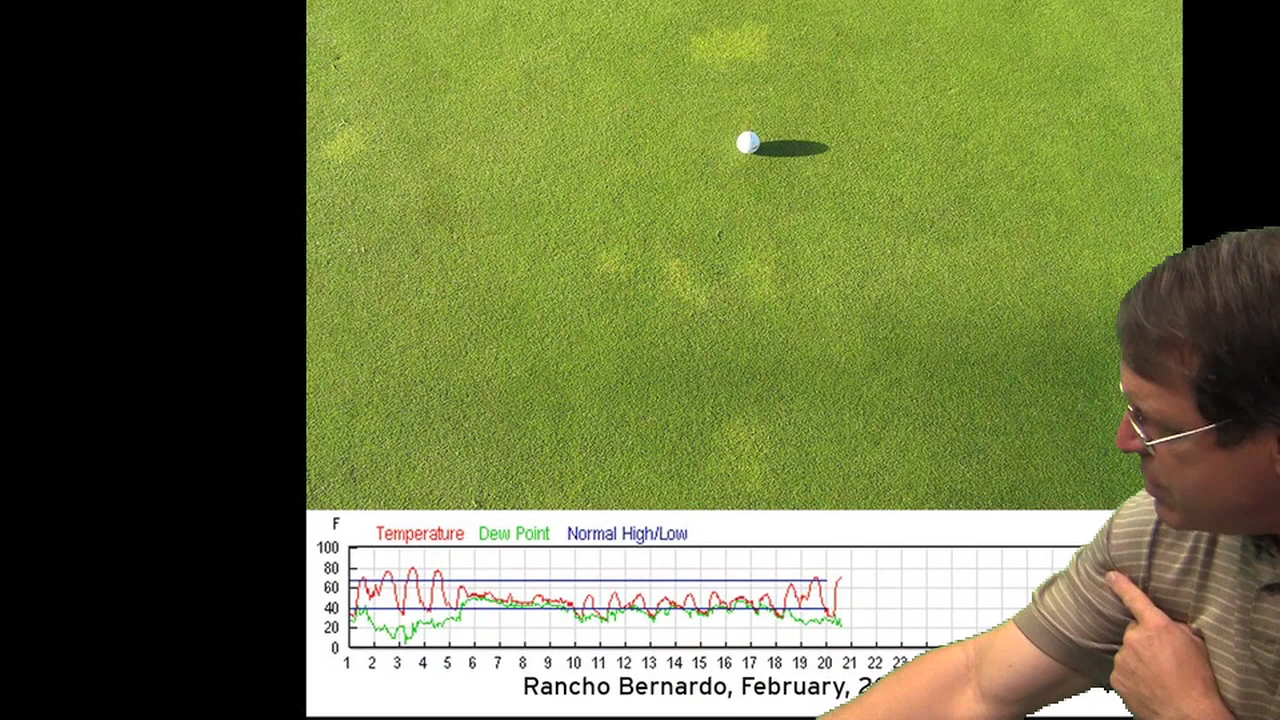 F
Temperature Dew Point Normal High/Low
100
80
60
40
20
0
1 2 3 4 5 6 7 8 9 10 11 12 13 14 15 16 17 18 19 20 21 22 23
Rancho Bernardo, February,